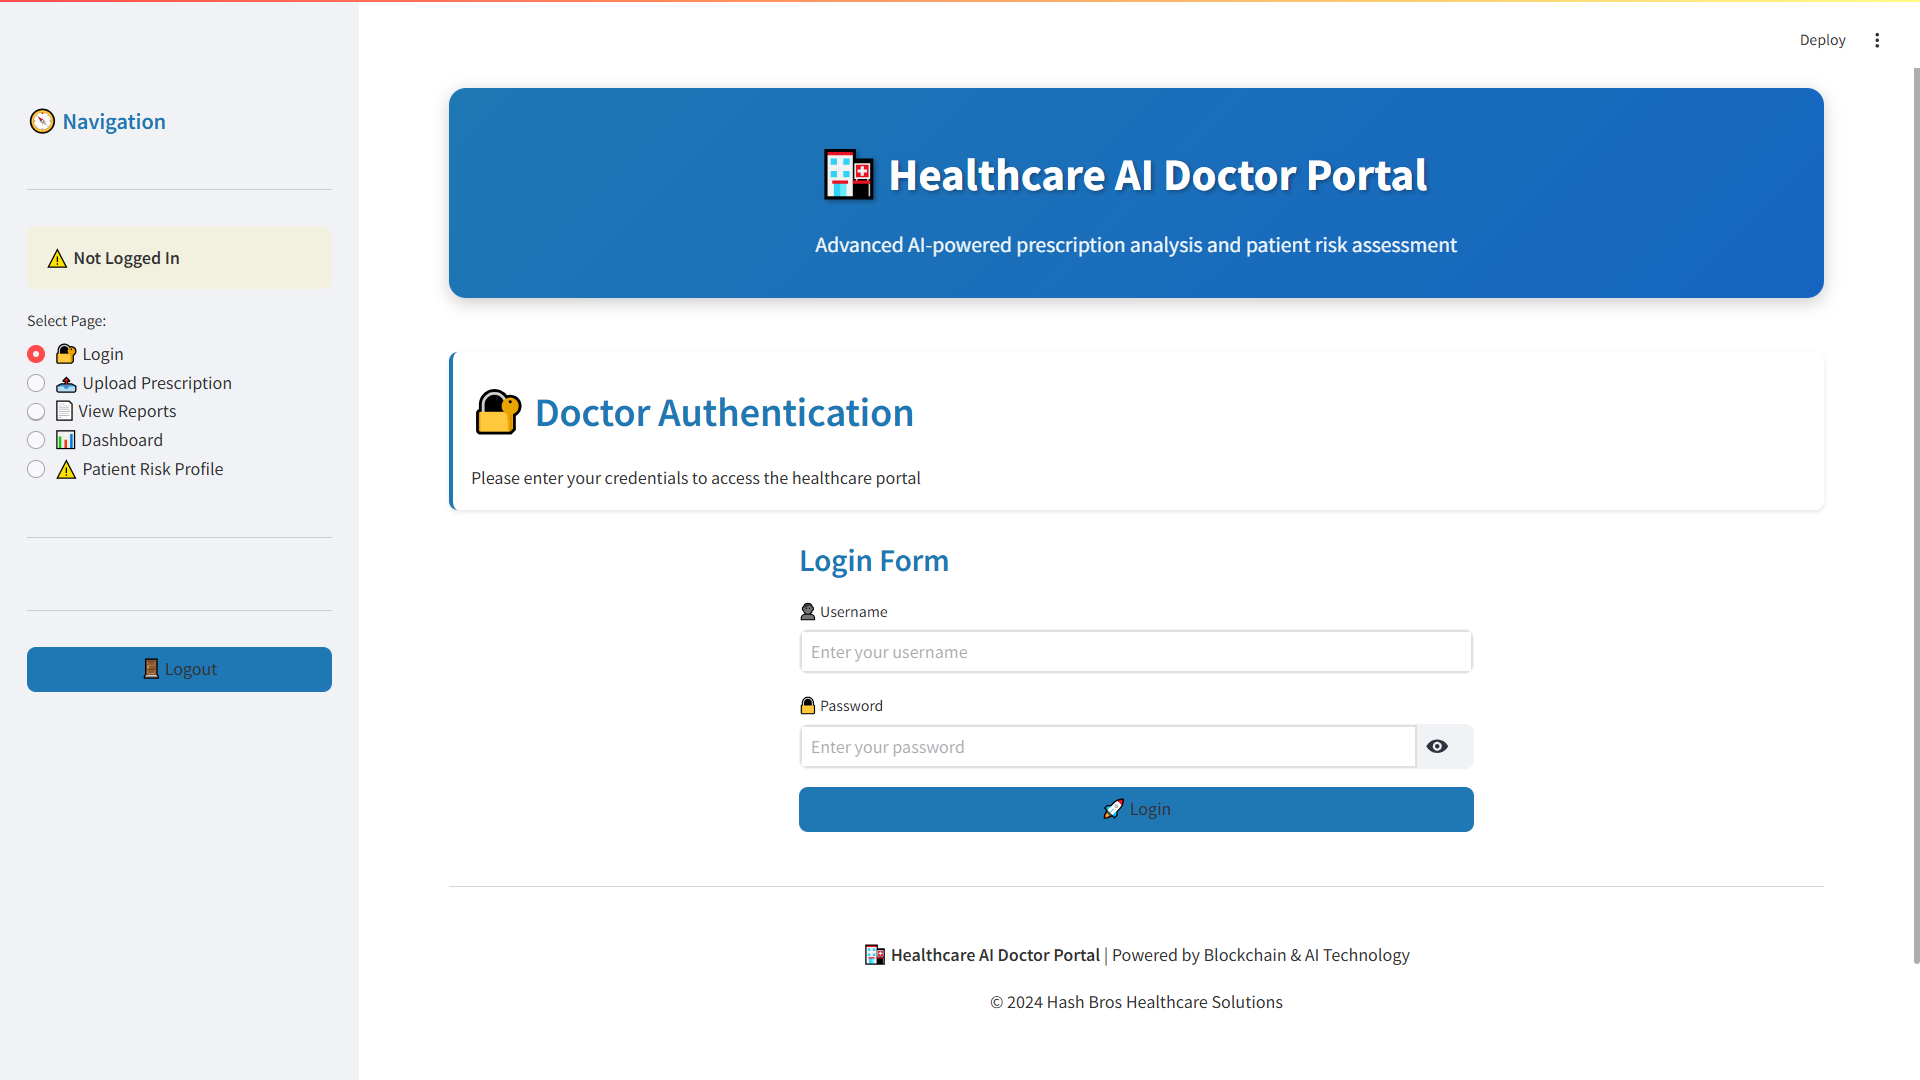 Deploy
Navigation
Not Logged In
Select Page:
Login
Upload Prescription
View Reports
Dashboard
Patient Risk Profile
Logout
Healthcare AI Doctor Portal
Advanced AI-powered prescription analysis and patient risk assessment
Doctor Authentication
Please enter your credentials to access the healthcare portal
Login Form
Username
Enter your username
Password
Enter your password
Login
Healthcare AI Doctor Portal | Powered by Blockchain & AI Technology
© 2024 Hash Bros Healthcare Solutions